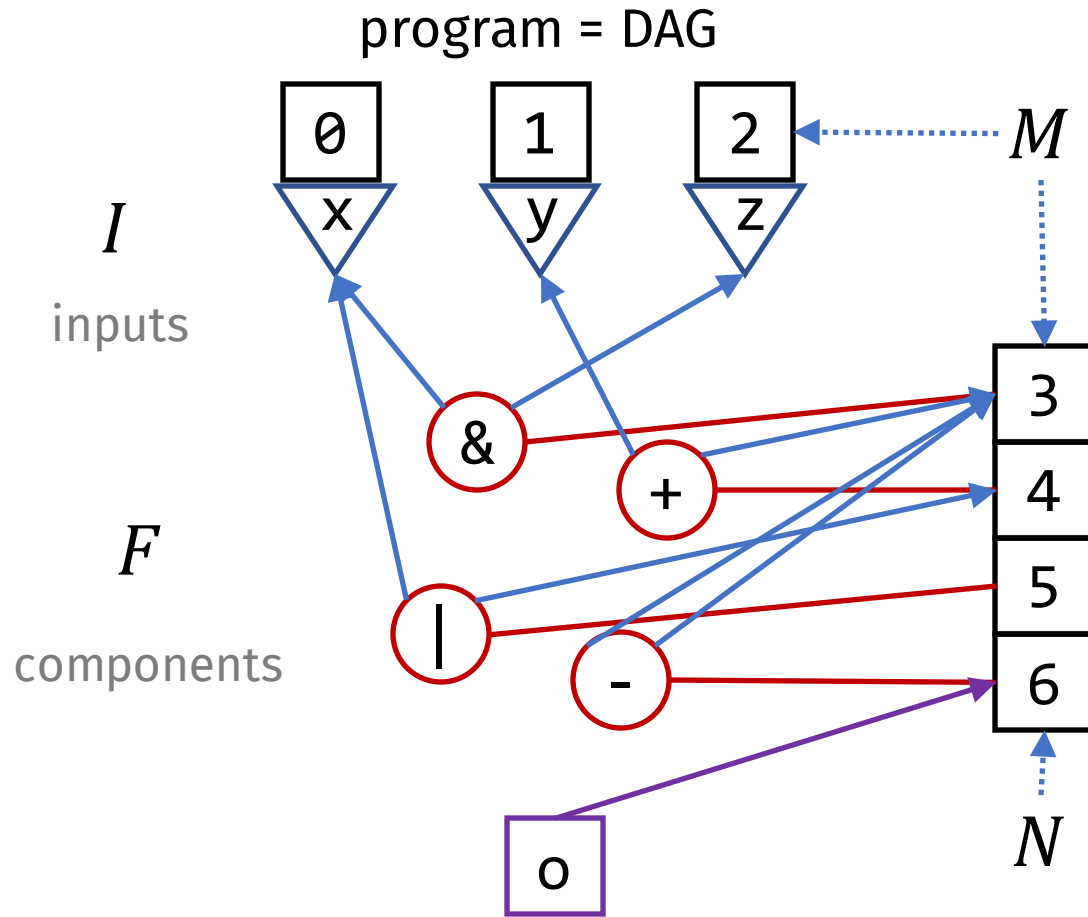 program = DAG
0 1 2 M
x y z
I
inputs
3
&
+ 4
F
5
|
components
- 6
N
o